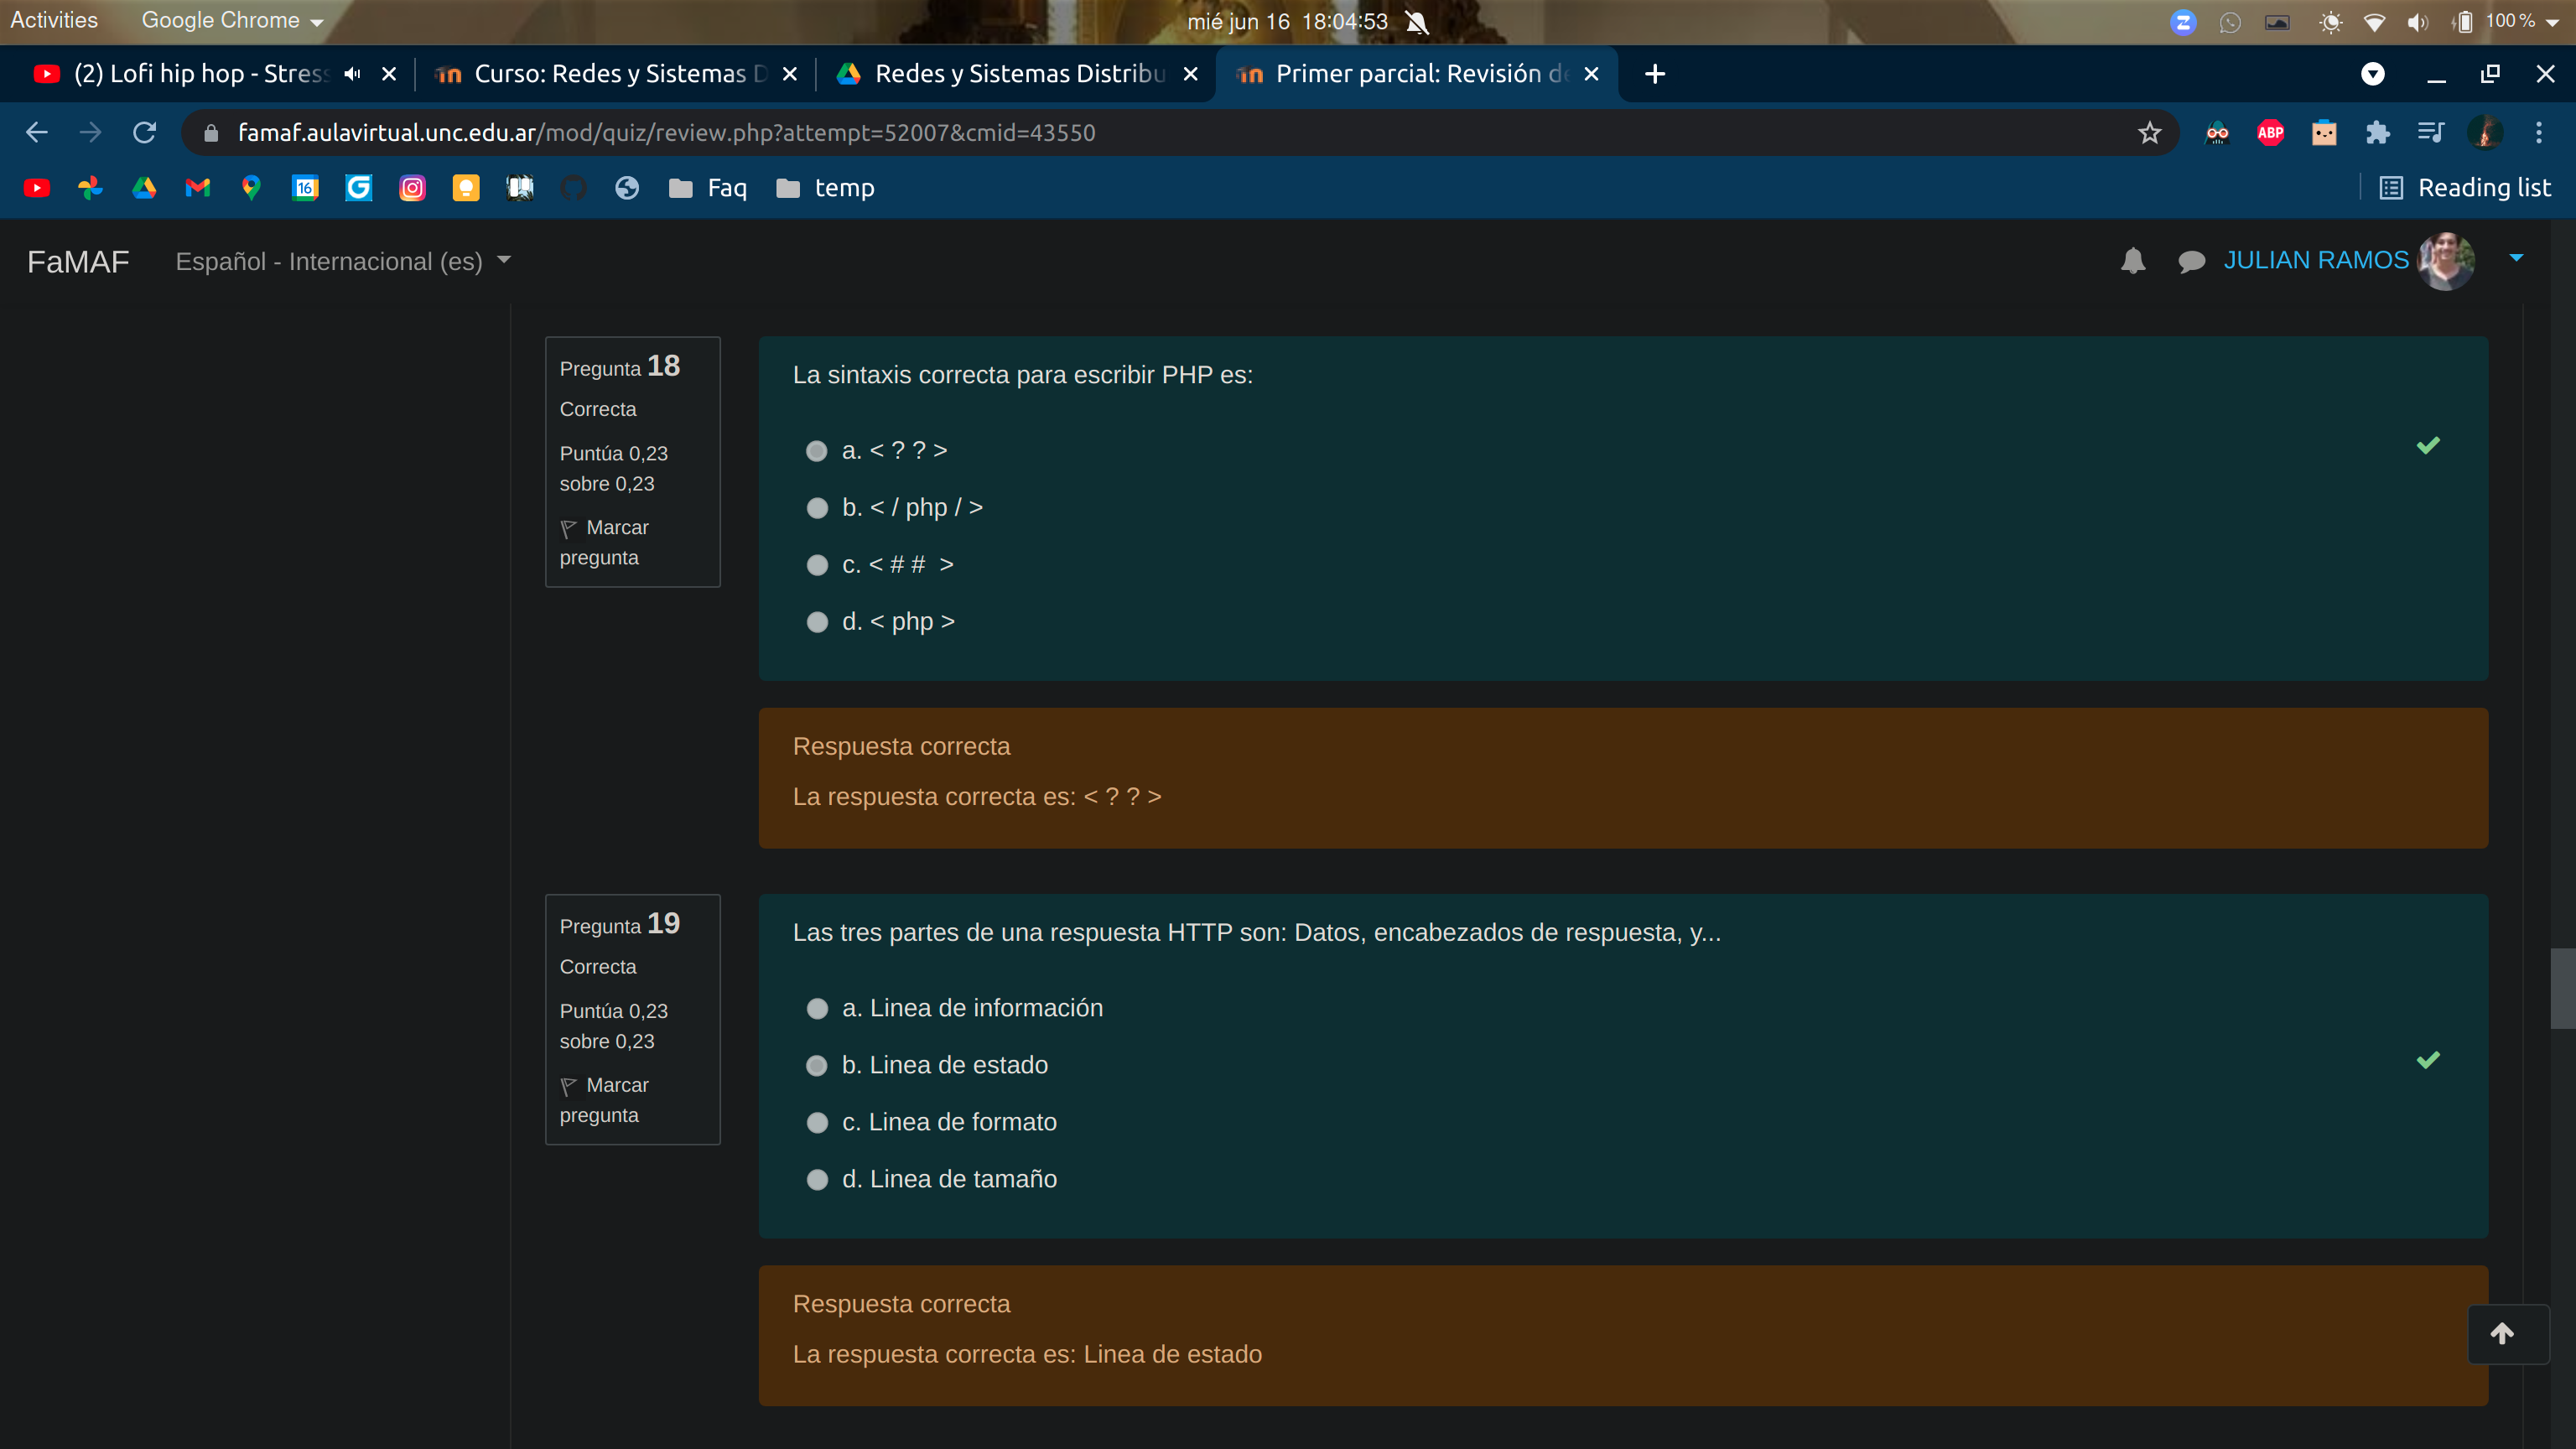 Activities
Google Chrome
mié jun 16 18:04:53
100 %
(2) Lofi hip hop - Stress
Curso: Redes y Sistemas D
Redes y Sistemas Distribu
Primer parcial: Revisión de
famaf.aulavirtual.unc.edu.ar/mod/quiz/review.php?attempt=52007&cmid=43550
ABP
16
Faq
temp
Reading list
FaMAF
Español - Internacional (es)
JULIAN RAMOS
Pregunta 18
Correcta
Puntúa 0,23
sobre 0,23
Marcar
pregunta
La sintaxis correcta para escribir PHP es:
a. < ? ? >
b. < / php / >
c. < # # >
d. < php >
Respuesta correcta
La respuesta correcta es: < ? ? >
Pregunta 19
Correcta
Puntúa 0,23
sobre 0,23
Marcar
pregunta
Las tres partes de una respuesta HTTP son: Datos, encabezados de respuesta, y...
a. Linea de información
b. Linea de estado
c. Linea de formato
d. Linea de tamaño
Respuesta correcta
La respuesta correcta es: Linea de estado